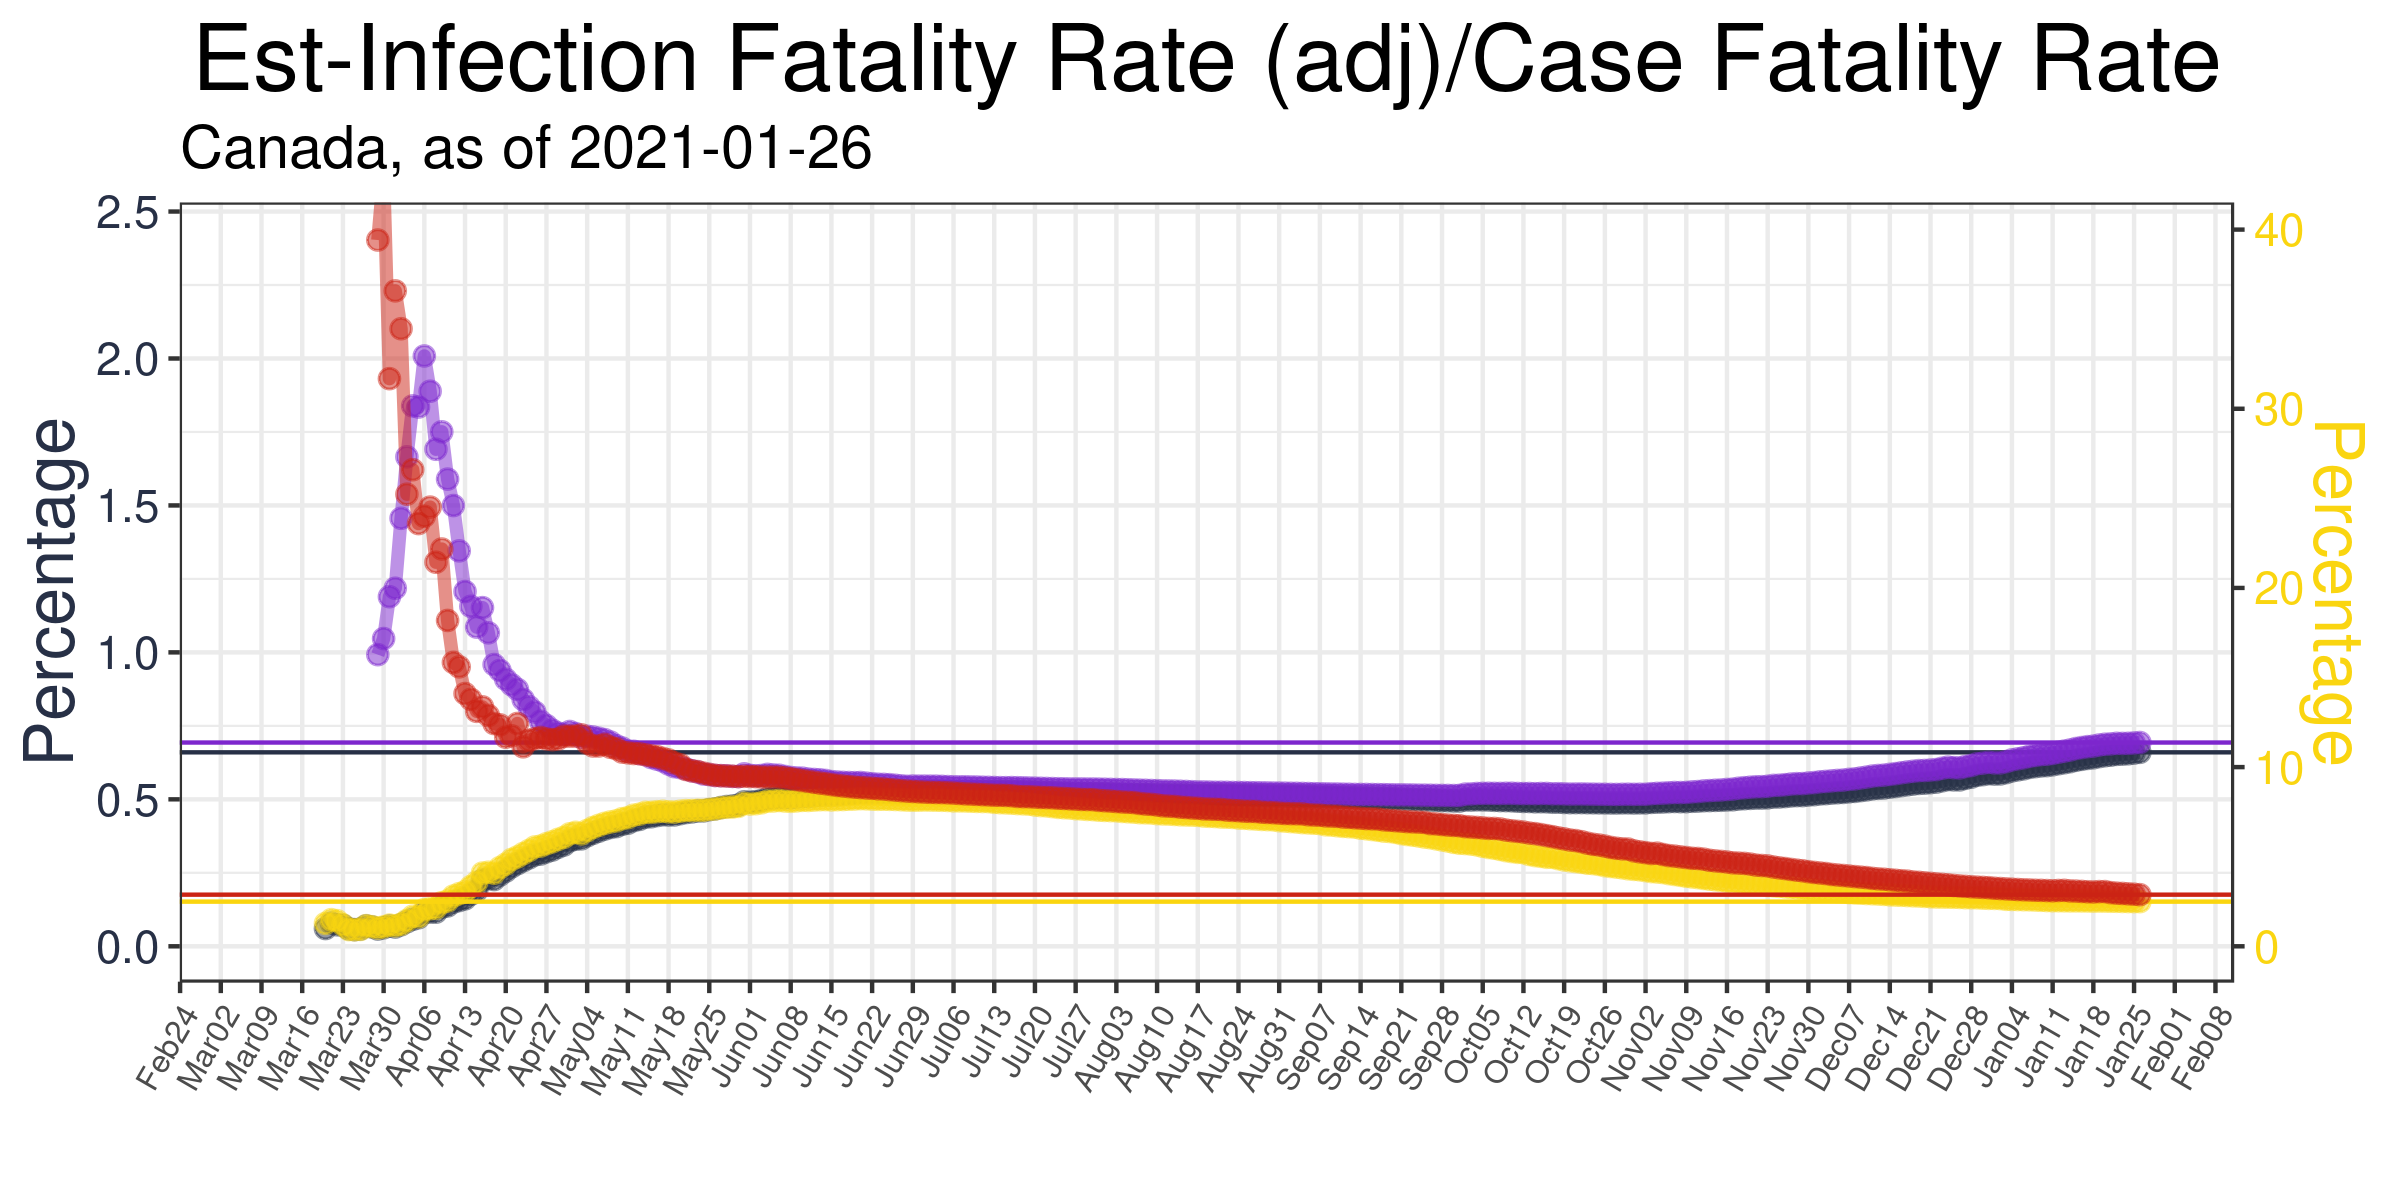 Est-Infection Fatality Rate (adj)/Case Fatality Rate
Canada, as of 2021-01-26
Percentage
2.5
2.0
1.5
1.0
0.5
0.0
40
30
20
10
0
Percentage
Feb24
Mar02
Mar09
Mar16
Mar23
Mar30
Apr06
Apr13
Apr20
Apr27
May04
May11
May18
May25
Jun01
Jun08
Jun15
Jun22
Jun29
Jul06
Jul13
Jul20
Jul27
Aug03
Aug10
Aug17
Aug24
Aug31
Sep07
Sep14
Sep21
Sep28
Oct05
Oct12
Oct19
Oct26
Nov02
Nov09
Nov16
Nov23
Nov30
Dec07
Dec14
Dec21
Dec28
Jan04
Jan11
Jan18
Jan25
Feb01
Feb08